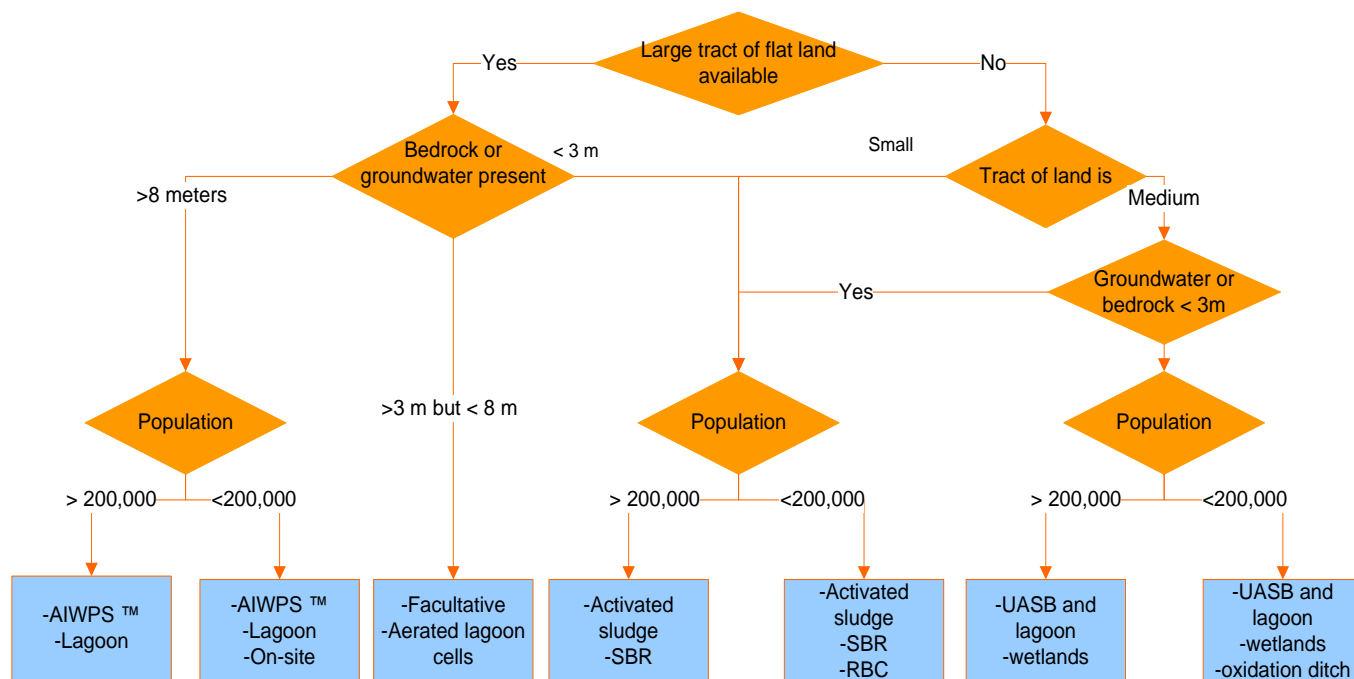 Large tract of flat land
available
Yes
No
Bedrock or
groundwater present
< 3 m
Small
Tract of land is
>8 meters
Medium
Groundwater or
bedrock < 3m
Yes
>3 m but < 8 m
Population
Population
Population
> 200,000
<200,000
> 200,000
<200,000
> 200,000
<200,000
-AIWPS ™
-Lagoon
-AIWPS ™
-Lagoon
-On-site
-Facultative
-Aerated lagoon
cells
-Activated
sludge
-SBR
-Activated
sludge
-SBR
-RBC
-UASB and
lagoon
-wetlands
-UASB and
lagoon
-wetlands
-oxidation ditch